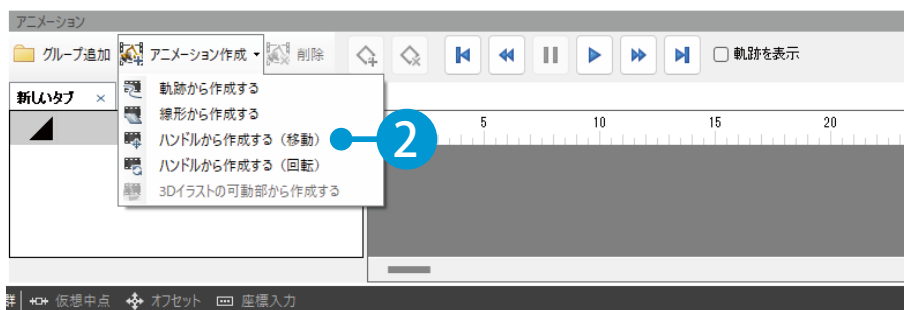 アニメーション
グループ追加 アニメーション作成 削除 軌跡を表示
新しいタブ ×
軌跡から作成する
線形から作成する
ハンドルから作成する（移動） 2
ハンドルから作成する（回転）
3Dイラストの可動部から作成する
5 10 15 20
群 仮想中点 オフセット 座標入力